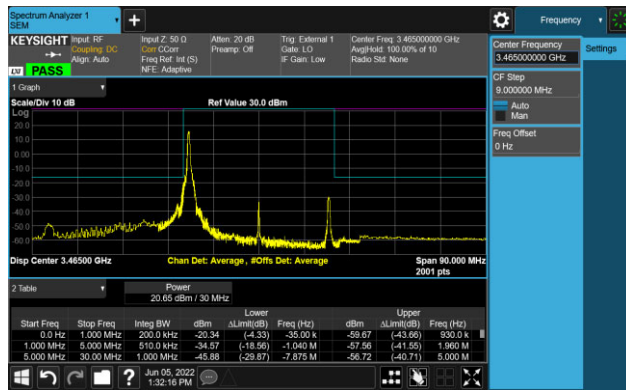 Spectrum Analyzer 1
SEM
Frequency
KEYSIGHT
Input: RF
Coupling: DC
Align: Auto
Input Z: 50 Ω
Corr CCorr
Freq Ref: Int (S)
NFE: Adaptive
Atten: 20 dB
Preamp: Off
Trig: External 1
Gate: LO
IF Gain: Low
Center Freq: 3.465000000 GHz
Avg|Hold: 100.00% of 10
Radio Std: None
LXI PASS
Center Frequency
3.465000000 GHz
Settings
CF Step
9.000000 MHz
Auto
Man
Freq Offset
0 Hz
1 Graph
Scale/Div 10 dB
Ref Value 30.0 dBm
Log
20.0
10.0
0.00
-10.0
-20.0
-30.0
-40.0
-50.0
-60.0
Disp Center 3.46500 GHz
Chan Det: Average, #Offs Det: Average
Span 90.000 MHz
2001 pts
2 Table
Power
20.65 dBm / 30 MHz
Lower Upper
Start Freq Stop Freq Integ BW dBm ΔLimit(dB) Freq (Hz) dBm ΔLimit(dB) Freq (Hz)
0.0 Hz 1.000 MHz 200.0 kHz -20.34 (-4.33) -35.00 k -59.67 (-43.66) 930.0 k
1.000 MHz 5.000 MHz 510.0 kHz -34.57 (-18.56) -1.040 M -57.56 (-41.55) 1.960 M
5.000 MHz 30.00 MHz 1.000 MHz -45.88 (-29.87) -7.875 M -56.72 (-40.71) 5.000 M
Jun 05, 2022
1:32:16 PM